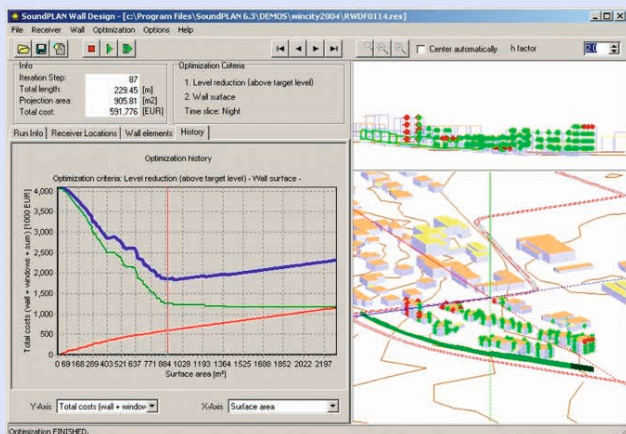 SoundPLAN Wall Design - [c:\Program Files\SoundPLAN 6.3\DEMOS\wincity2004\RWDF0114.res]
File Receiver Wall Optimization Options Help
Center automatically h factor 2.0
Info
Iteration Step: 87
Total length: 229.45 [m]
Projection area: 905.81 [m2]
Total cost: 591,776 [EUR]
Optimization Criteria
1. Level reduction (above target level)
2. Wall surface
Time slice: Night
Run Info Receiver Locations Wall elements History
Optimization history
Optimization criteria: Level reduction (above target level) - Wall surface -
Total costs (wall + windows + sum) [1000 EUR]
4,000
3,500
3,000
2,500
2,000
1,500
1,000
500
0
0 69 168 289 403 521 637 771 884 1028 1193 1364 1525 1688 1852 2022 2197
Surface area [m²]
Y-Axis Total costs (wall + window
X-Axis Surface area
Optimization FINISHED.